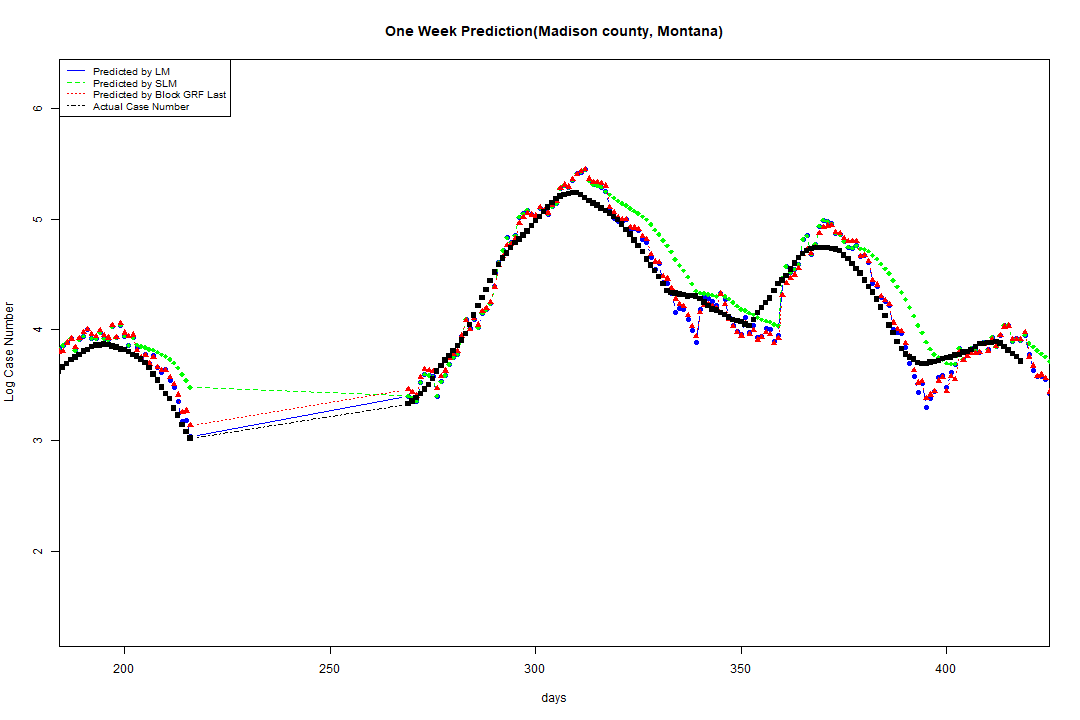 One Week Prediction(Madison county, Montana)
Predicted by LM
Predicted by SLM
Predicted by Block GRF Last
Actual Case Number
6
5
4
3
2
Log Case Number
200
250
300
350
400
days